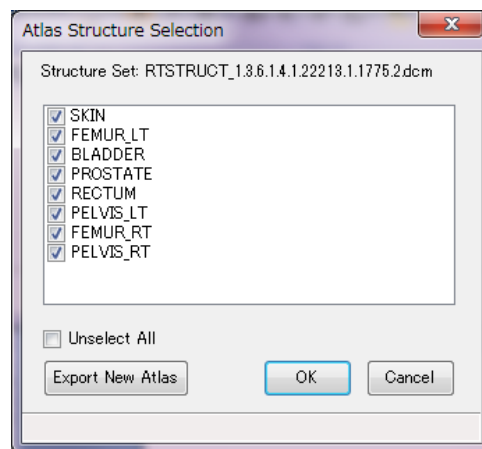 Atlas Structure Selection
Structure Set: RTSTRUCT_1.3.6.1.4.1.22213.1.1775.2.dcm
SKIN
FEMUR_LT
BLADDER
PROSTATE
RECTUM
PELVIS_LT
FEMUR_RT
PELVIS_RT
Unselect All
Export New Atlas
OK
Cancel